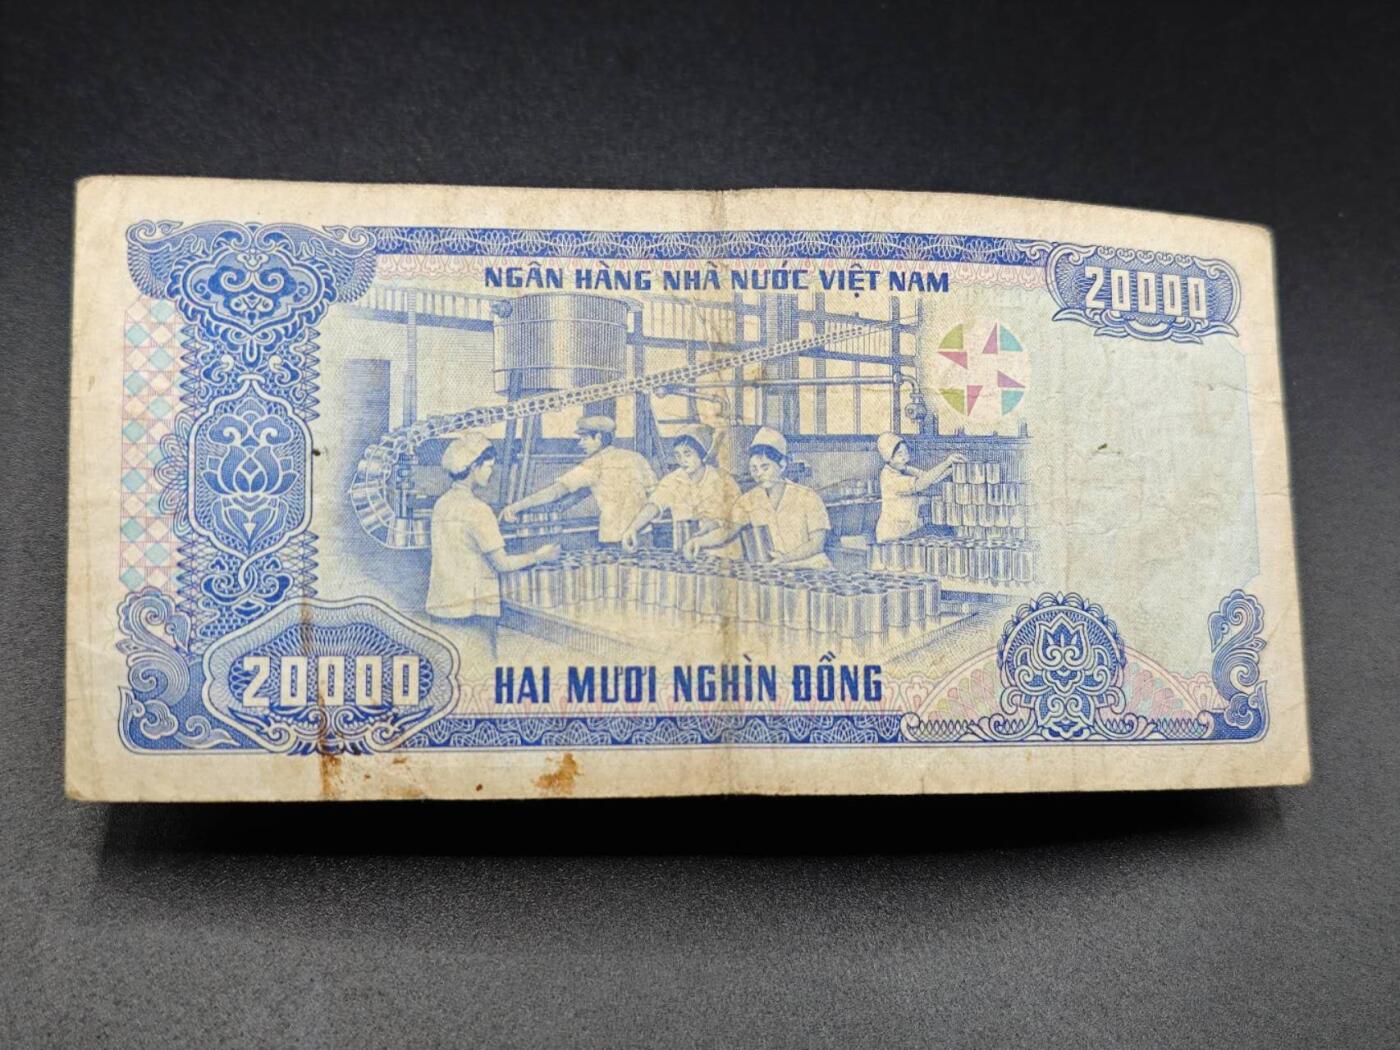 NGÂN HÀNG NHÀ NƯỚC VIỆT NAM
20000
20000
HAI MƯƠI NGHÌN ĐỒNG